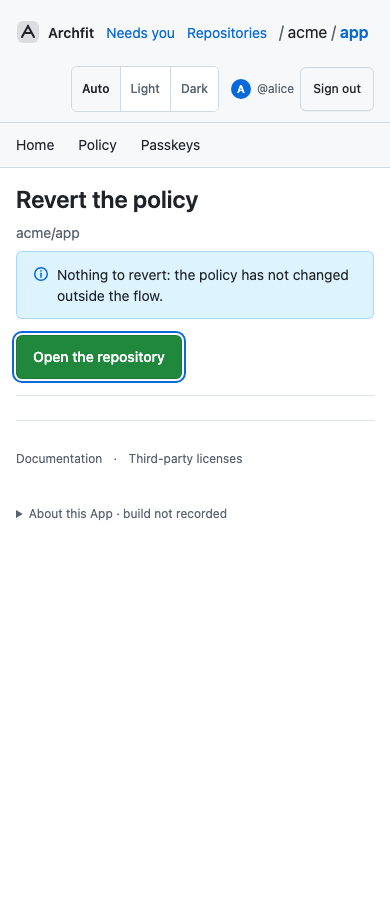 Archfit Needs you Repositories / acme / app
Auto Light Dark A @alice Sign out
Home Policy Passkeys
Revert the policy
acme/app
Nothing to revert: the policy has not changed
outside the flow.
Open the repository
Documentation · Third-party licenses
About this App · build not recorded